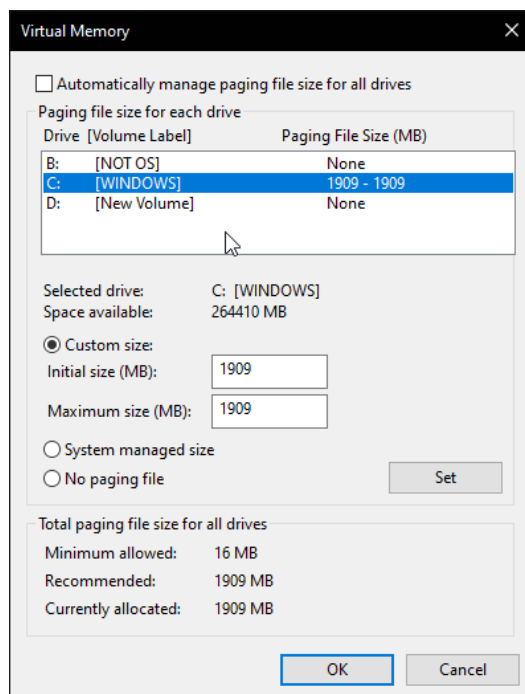 Virtual Memory
Automatically manage paging file size for all drives
Paging file size for each drive
Drive [Volume Label] Paging File Size (MB)
B: [NOT OS] None
C: [WINDOWS] 1909 - 1909
D: [New Volume] None
Selected drive: C: [WINDOWS]
Space available: 264410 MB
Custom size:
Initial size (MB): 1909
Maximum size (MB): 1909
System managed size
No paging file Set
Total paging file size for all drives
Minimum allowed: 16 MB
Recommended: 1909 MB
Currently allocated: 1909 MB
OK Cancel